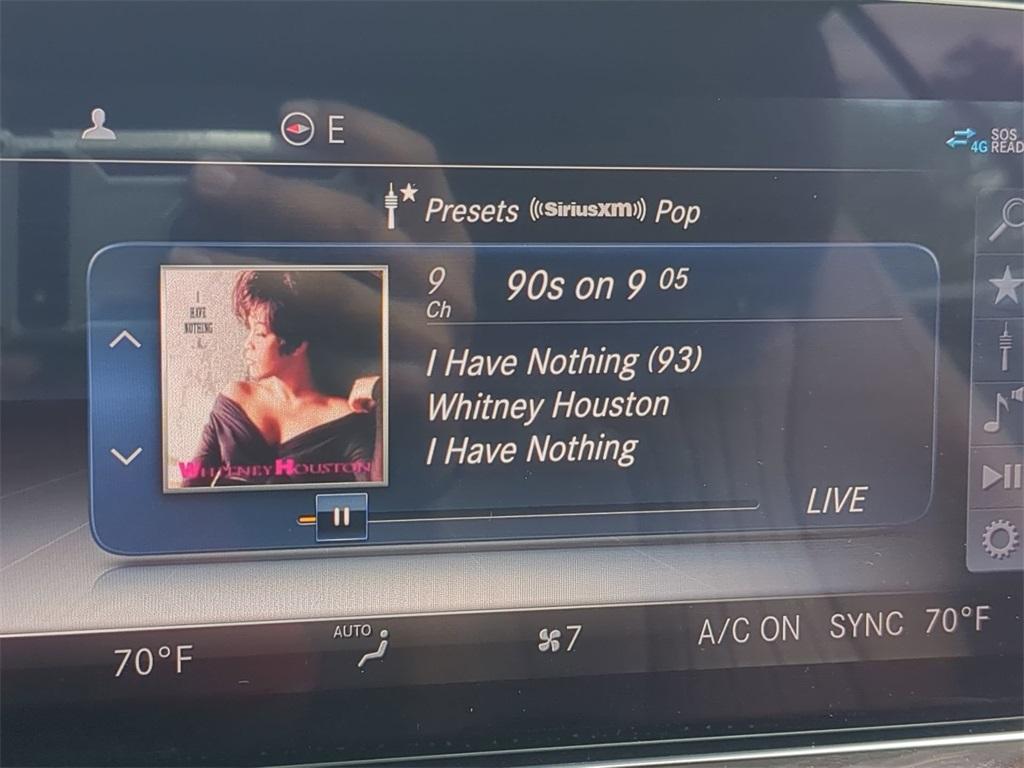 E
4G SOS
READ
Presets ((SiriusXM)) Pop
9
Ch
90s on 9 05
I HAVE NOTHING
I Have Nothing (93)
Whitney Houston
I Have Nothing
WHITNEY HOUSTON
LIVE
70°F
AUTO
7
A/C ON SYNC 70°F